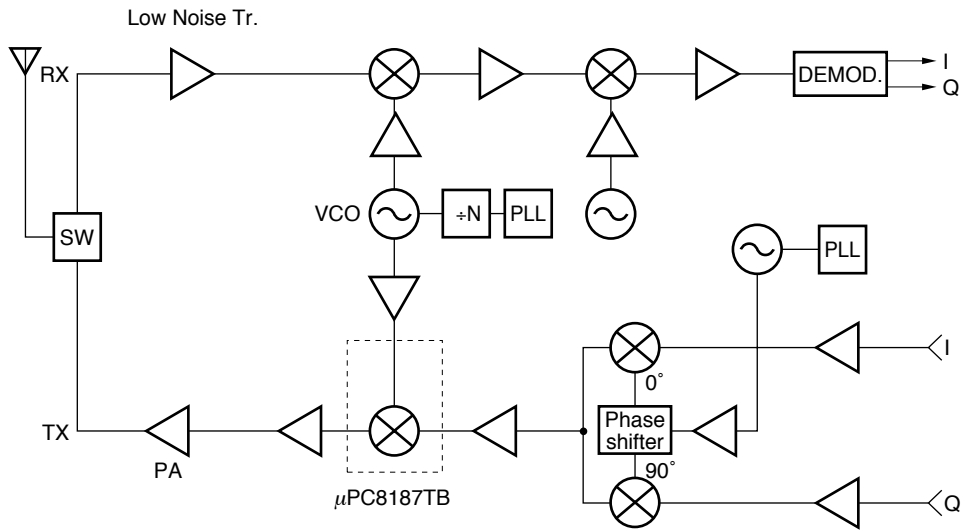 Low Noise Tr.
RX
DEMOD.
I
Q
VCO
÷N
PLL
SW
PLL
I
0°
TX
Phase
shifter
PA
90°
μPC8187TB
Q